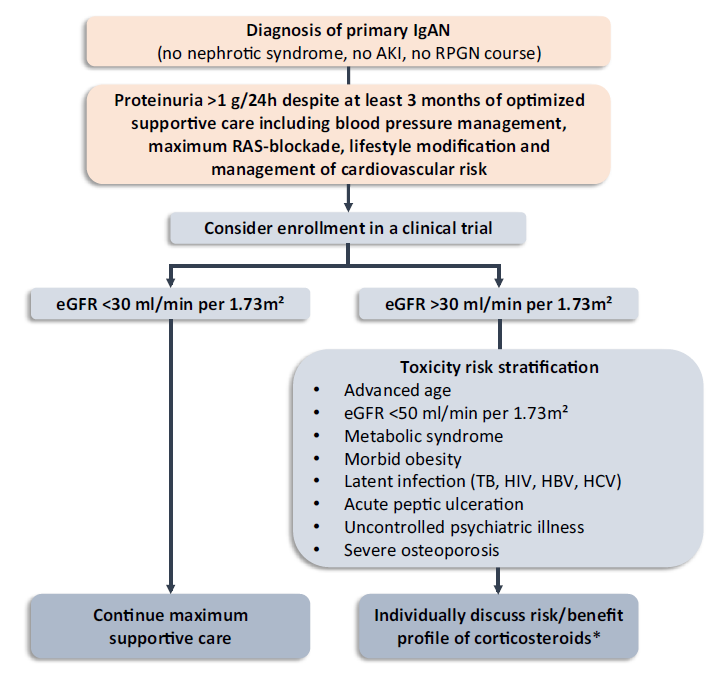 Diagnosis of primary IgAN
(no nephrotic syndrome, no AKI, no RPGN course)
Proteinuria >1 g/24h despite at least 3 months of optimized
supportive care including blood pressure management,
maximum RAS-blockade, lifestyle modification and
management of cardiovascular risk
Consider enrollment in a clinical trial
eGFR <30 ml/min per 1.73m²
eGFR >30 ml/min per 1.73m²
Toxicity risk stratification
• Advanced age
• eGFR <50 ml/min per 1.73m²
• Metabolic syndrome
• Morbid obesity
• Latent infection (TB, HIV, HBV, HCV)
• Acute peptic ulceration
• Uncontrolled psychiatric illness
• Severe osteoporosis
Continue maximum
supportive care
Individually discuss risk/benefit
profile of corticosteroids*